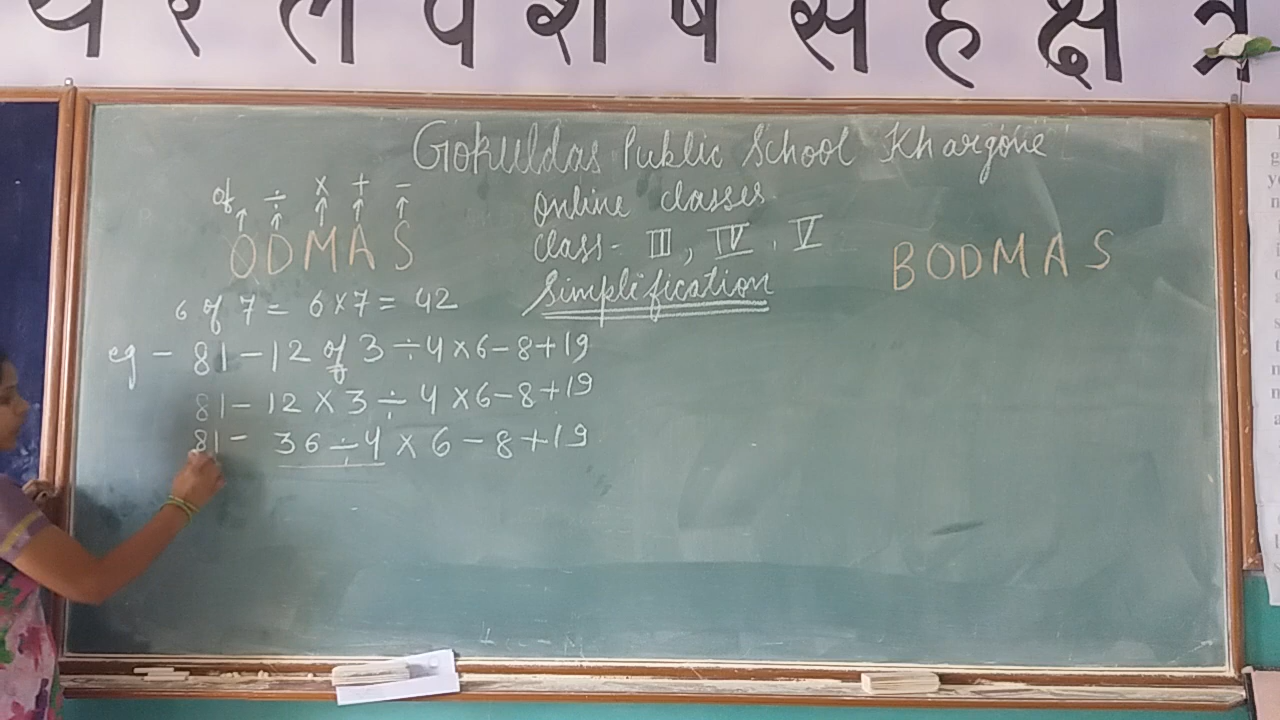 य र ल व श ष स ह क्ष त्र
Gokuldas Public School Khargone
of ÷ × + -
↑ ↑ ↑ ↑ ↑
ODMAS
Online classes
Class - III, IV, V
Simplification
BODMAS
6 of 7 = 6 × 7 = 42
eg - 81 - 12 of 3 ÷ 4 × 6 - 8 + 19
81 - 12 × 3 ÷ 4 × 6 - 8 + 19
81 - 36 ÷ 4 × 6 - 8 + 19